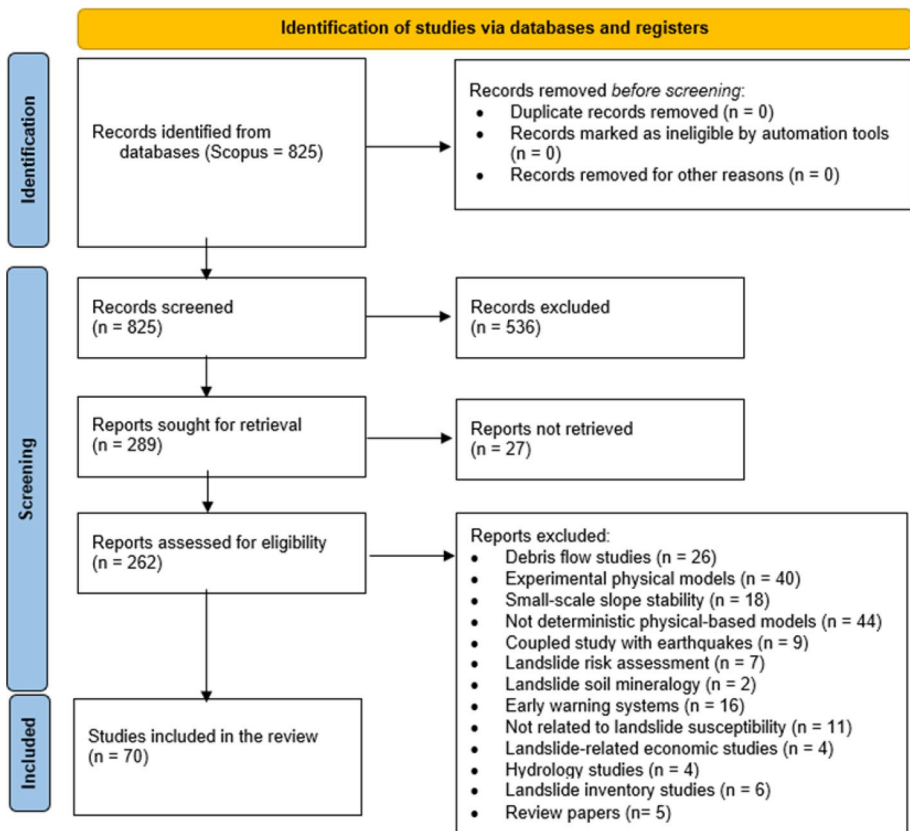 Identification of studies via databases and registers
Identification
Records identified from
databases (Scopus = 825)
Records removed before screening:
• Duplicate records removed (n = 0)
• Records marked as ineligible by automation tools
(n = 0)
• Records removed for other reasons (n = 0)
Screening
Records screened
(n = 825)
Records excluded
(n = 536)
Reports sought for retrieval
(n = 289)
Reports not retrieved
(n = 27)
Reports assessed for eligibility
(n = 262)
Reports excluded:
• Debris flow studies (n = 26)
• Experimental physical models (n = 40)
• Small-scale slope stability (n = 18)
• Not deterministic physical-based models (n = 44)
• Coupled study with earthquakes (n = 9)
• Landslide risk assessment (n = 7)
• Landslide soil mineralogy (n = 2)
• Early warning systems (n = 16)
• Not related to landslide susceptibility (n = 11)
• Landslide-related economic studies (n = 4)
• Hydrology studies (n = 4)
• Landslide inventory studies (n = 6)
• Review papers (n= 5)
Included
Studies included in the review
(n = 70)